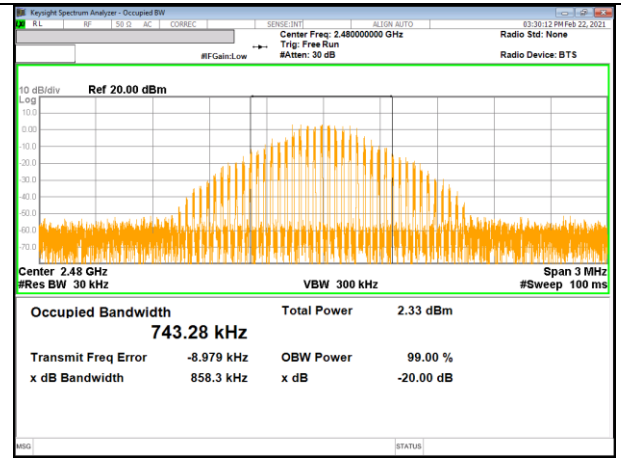 Keysight Spectrum Analyzer - Occupied BW
RL RF 50 Ω AC CORREC SENSE:INT ALIGN AUTO 03:30:12 PM Feb 22, 2021
Center Freq: 2.480000000 GHz Radio Std: None
Trig: Free Run
#IFGain:Low #Atten: 30 dB Radio Device: BTS
10 dB/div Ref 20.00 dBm
Log
10.0
0.00
-10.0
-20.0
-30.0
-40.0
-50.0
-60.0
-70.0
Center 2.48 GHz Span 3 MHz
#Res BW 30 kHz VBW 300 kHz #Sweep 100 ms
Occupied Bandwidth Total Power 2.33 dBm
743.28 kHz
Transmit Freq Error -8.979 kHz OBW Power 99.00 %
x dB Bandwidth 858.3 kHz x dB -20.00 dB
MSG STATUS